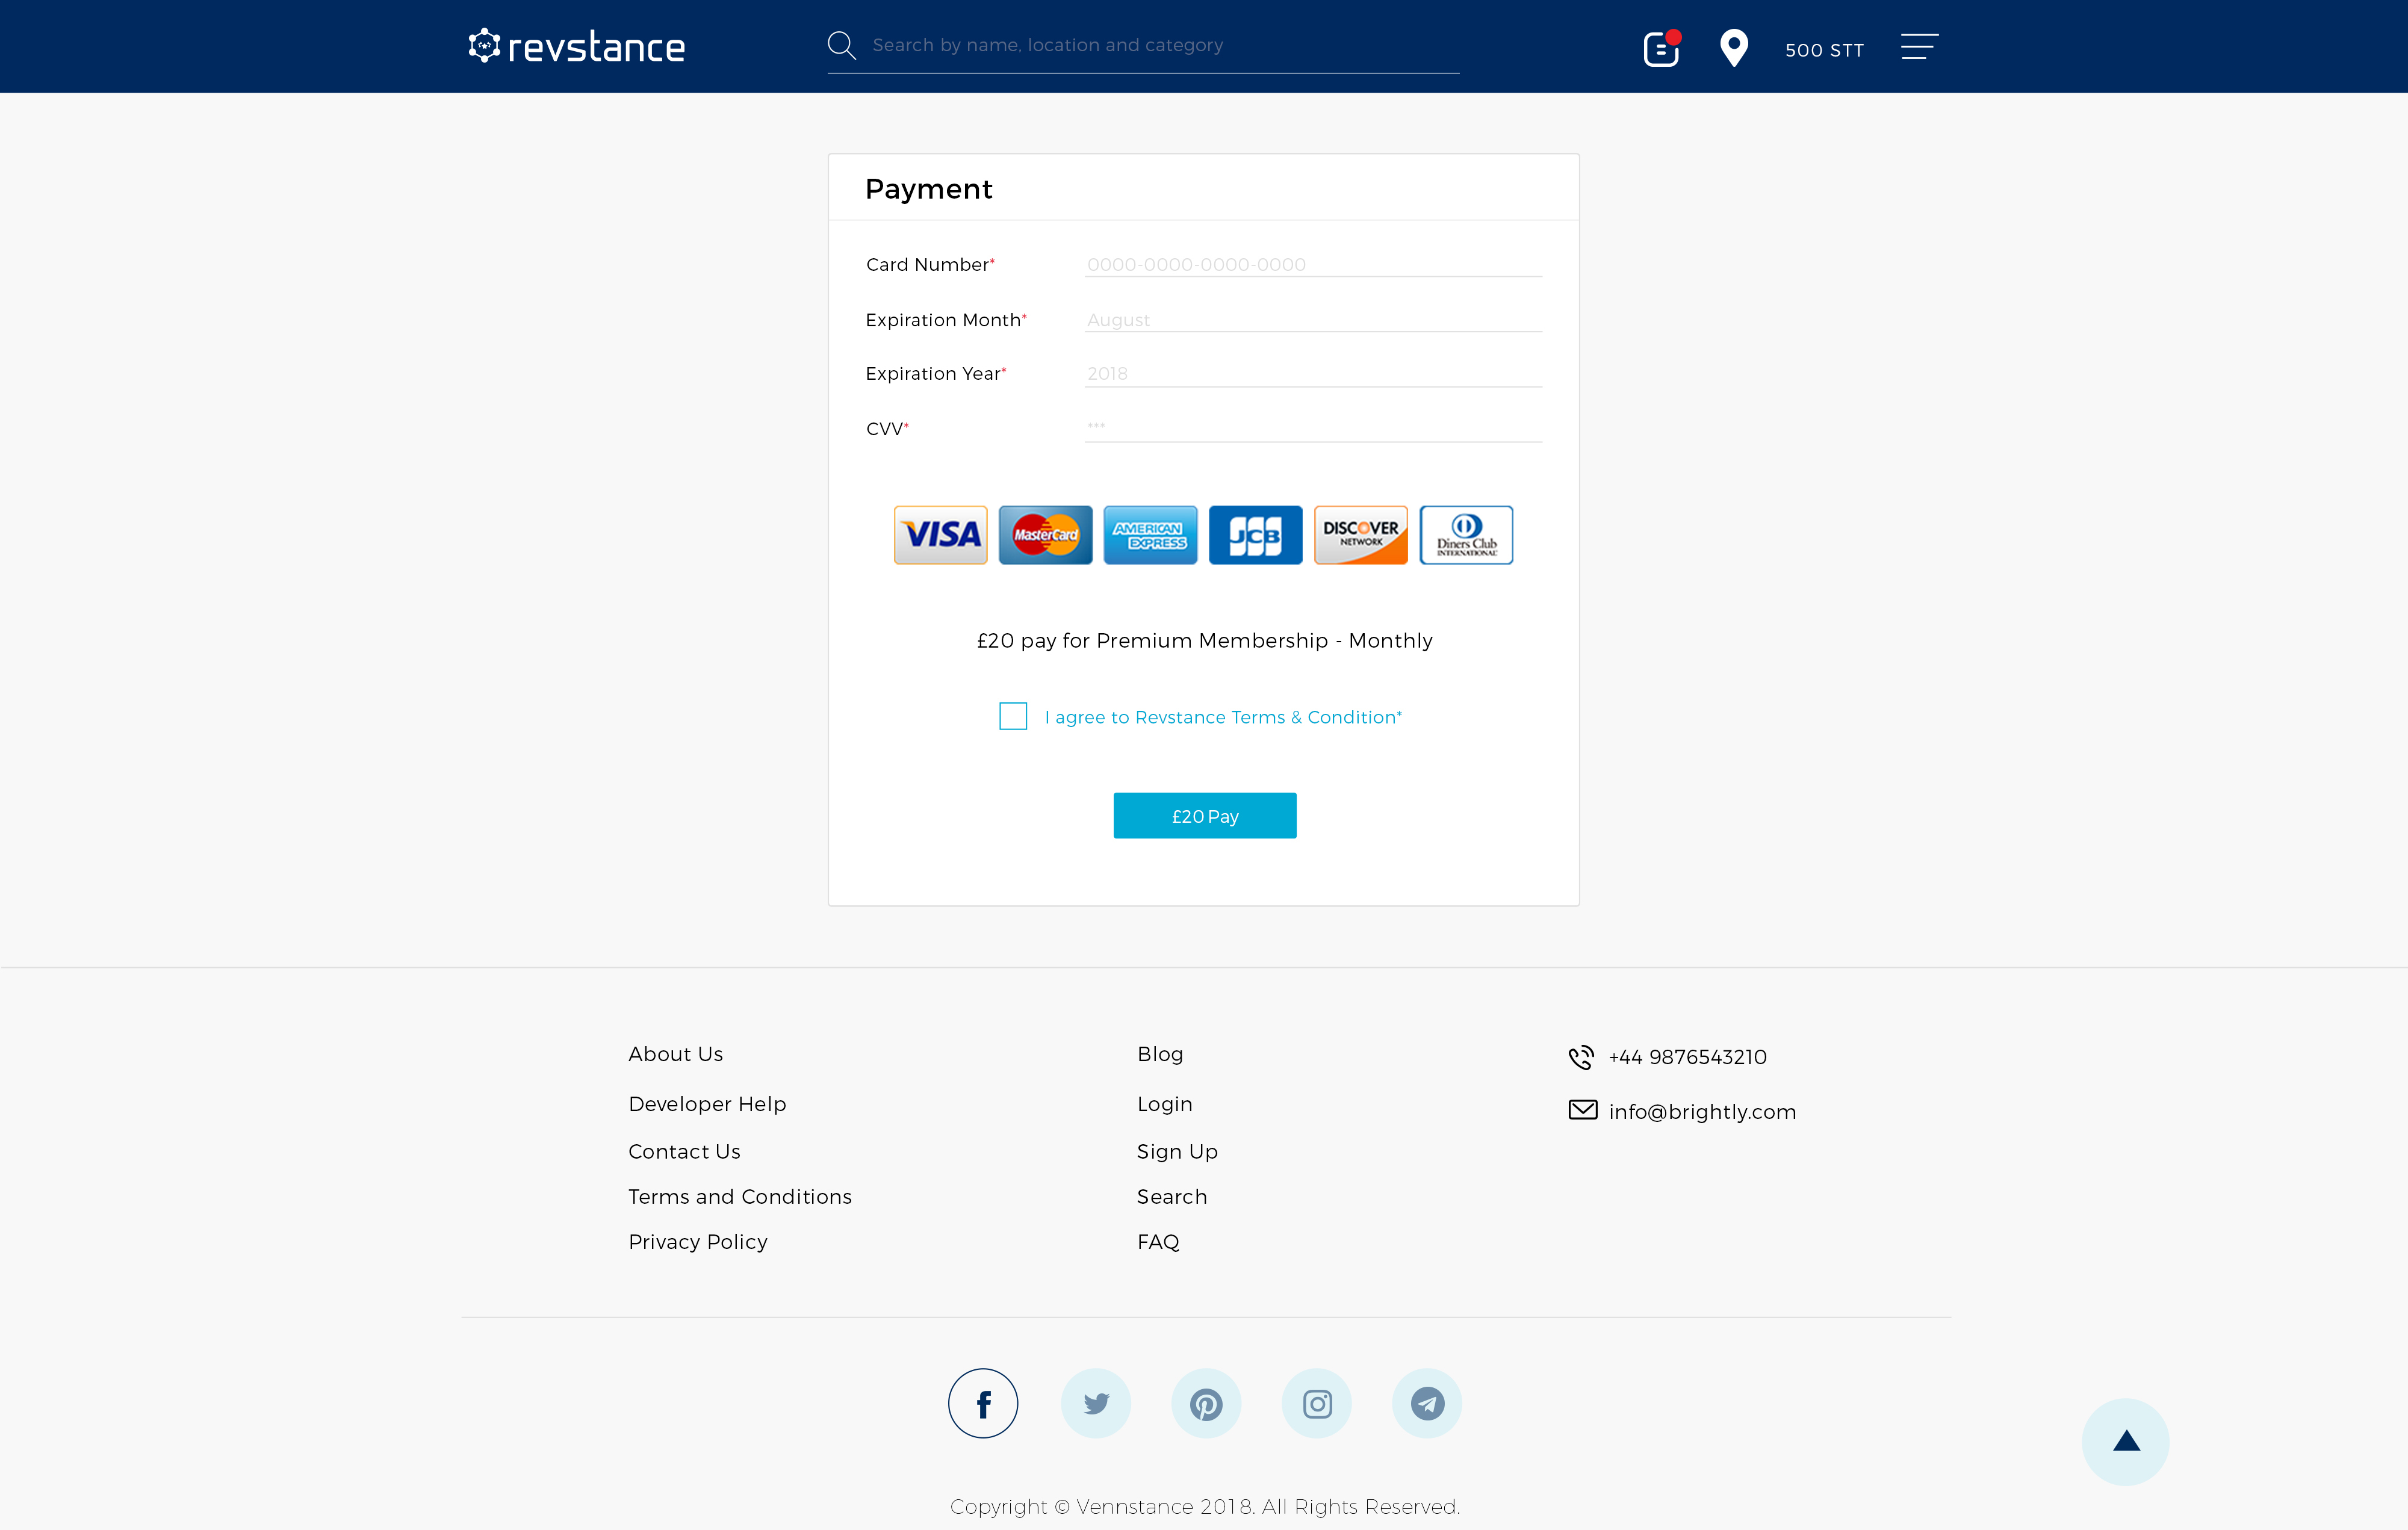 revstance
Search by name, location and category
500 STT
Payment
Card Number*
0000-0000-0000-0000
Expiration Month*
August
Expiration Year*
2018
CVV*
***
VISA
MasterCard
AMERICAN
EXPRESS
JCB
DISCOVER
NETWORK
Diners Club
INTERNATIONAL
£20 pay for Premium Membership - Monthly
I agree to Revstance Terms & Condition*
£20 Pay
About Us
Developer Help
Contact Us
Terms and Conditions
Privacy Policy
Blog
Login
Sign Up
Search
FAQ
+44 9876543210
info@brightly.com
Copyright © Vennstance 2018. All Rights Reserved.